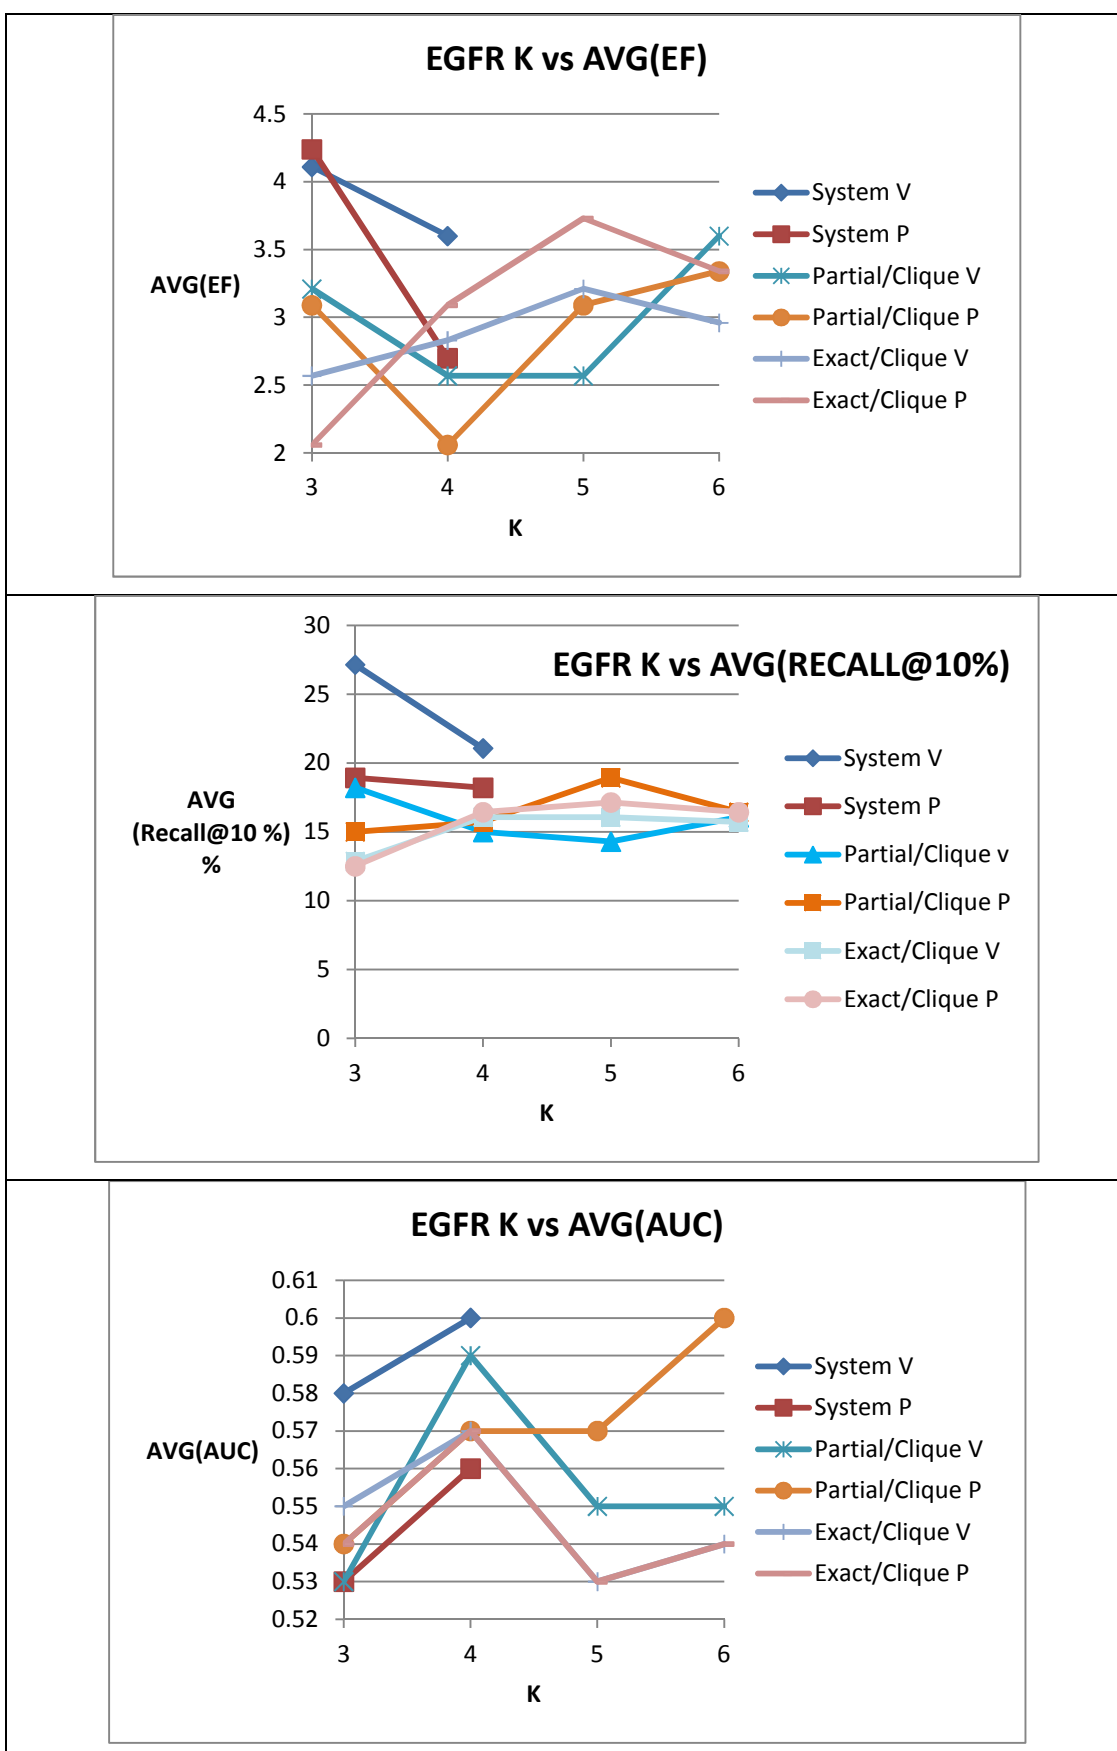 EGFR K vs AVG(EF)
4.5
4
3.5
3
2.5
2
AVG(EF)
3 4 5 6
K
System V
System P
Partial/Clique V
Partial/Clique P
Exact/Clique V
Exact/Clique P
EGFR K vs AVG(RECALL@10%)
30
25
20
15
10
5
0
AVG
(Recall@10 %)
%
3 4 5 6
K
System V
System P
Partial/Clique v
Partial/Clique P
Exact/Clique V
Exact/Clique P
EGFR K vs AVG(AUC)
0.61
0.6
0.59
0.58
0.57
0.56
0.55
0.54
0.53
0.52
AVG(AUC)
3 4 5 6
K
System V
System P
Partial/Clique V
Partial/Clique P
Exact/Clique V
Exact/Clique P